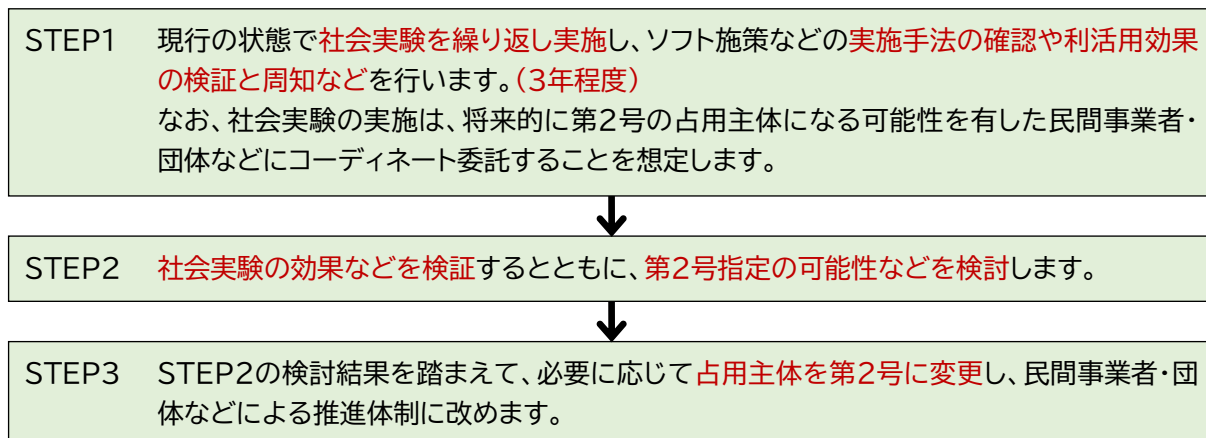 STEP1 現行の状態で社会実験を繰り返し実施し、ソフト施策などの実施手法の確認や利活用効果
の検証と周知などを行います。(3年程度)
なお、社会実験の実施は、将来的に第2号の占用主体になる可能性を有した民間事業者・
団体などにコーディネート委託することを想定します。
STEP2 社会実験の効果などを検証するとともに、第2号指定の可能性などを検討します。
STEP3 STEP2の検討結果を踏まえて、必要に応じて占用主体を第2号に変更し、民間事業者・団
体などによる推進体制に改めます。